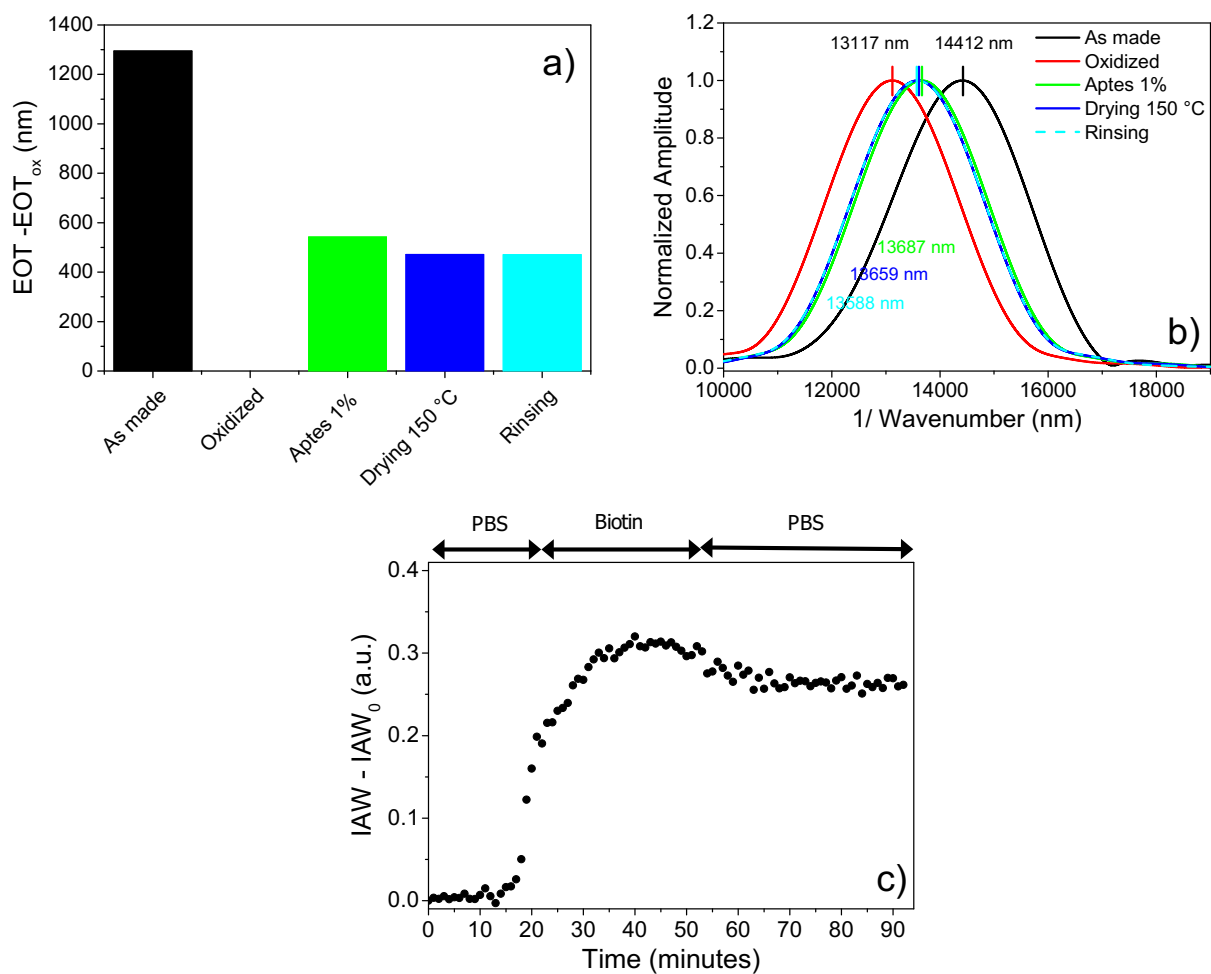 a)
EOT -EOTox (nm)
1400
1200
1000
800
600
400
200
0
As made
Oxidized
Aptes 1%
Drying 150 °C
Rinsing
b)
Normalized Amplitude
1.2
1.0
0.8
0.6
0.4
0.2
0.0
13117 nm
14412 nm
As made
Oxidized
Aptes 1%
Drying 150 °C
Rinsing
13687 nm
13659 nm
13588 nm
10000 12000 14000 16000 18000
1/ Wavenumber (nm)
PBS Biotin PBS
IAW - IAW0 (a.u.)
0.4
0.3
0.2
0.1
0.0
c)
0 10 20 30 40 50 60 70 80 90
Time (minutes)